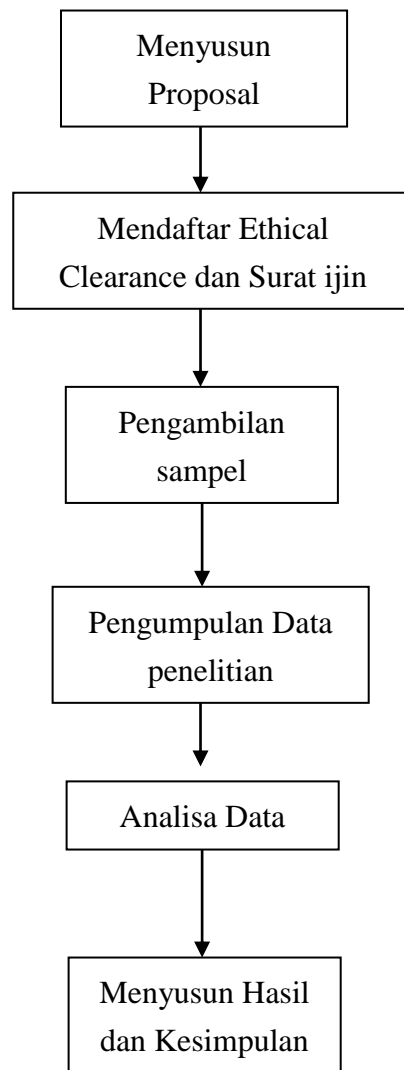 Menyusun
Proposal
Mendaftar Ethical
Clearance dan Surat ijin
Pengambilan
sampel
Pengumpulan Data
penelitian
Analisa Data
Menyusun Hasil
dan Kesimpulan